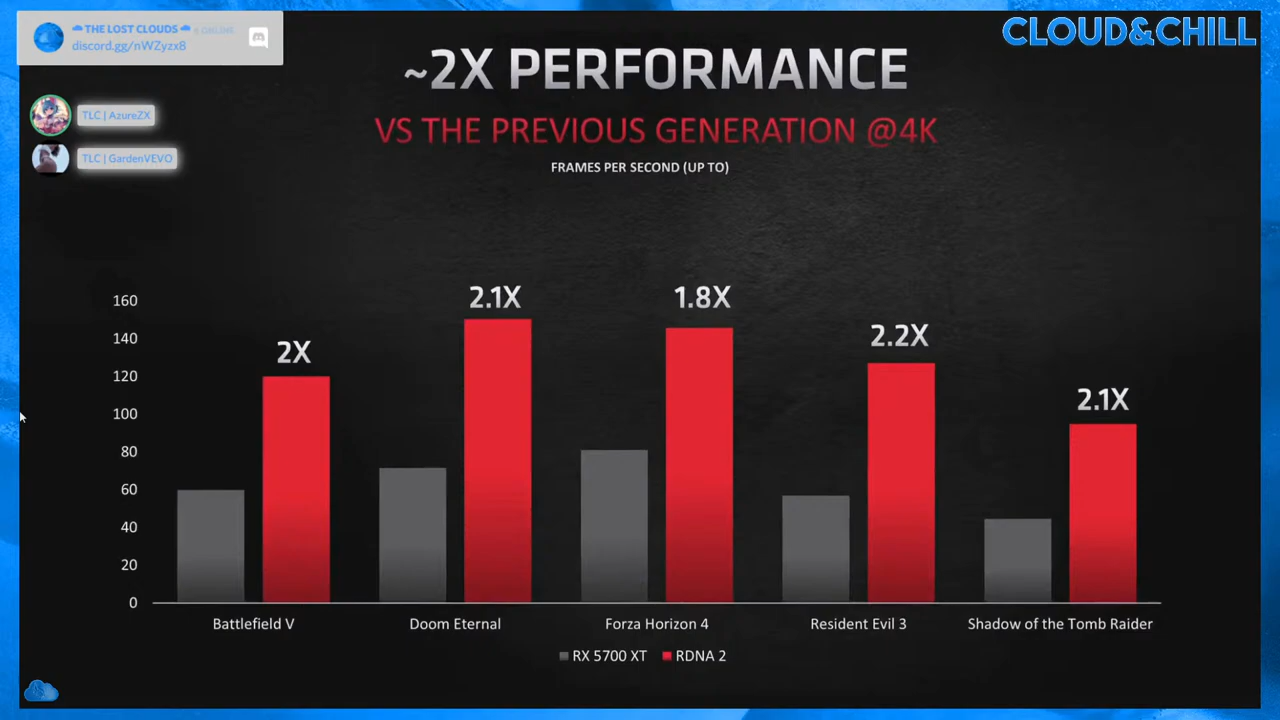 THE LOST CLOUDS
ONLINE
discord.gg/nWZyzx8
CLOUD&CHILL
TLC | AzureZX
TLC | GardenVEVO
~2X PERFORMANCE
VS THE PREVIOUS GENERATION @4K
FRAMES PER SECOND (UP TO)
160
140
120
100
80
60
40
20
0
2X
2.1X
1.8X
2.2X
2.1X
Battlefield V
Doom Eternal
Forza Horizon 4
Resident Evil 3
Shadow of the Tomb Raider
RX 5700 XT
RDNA 2